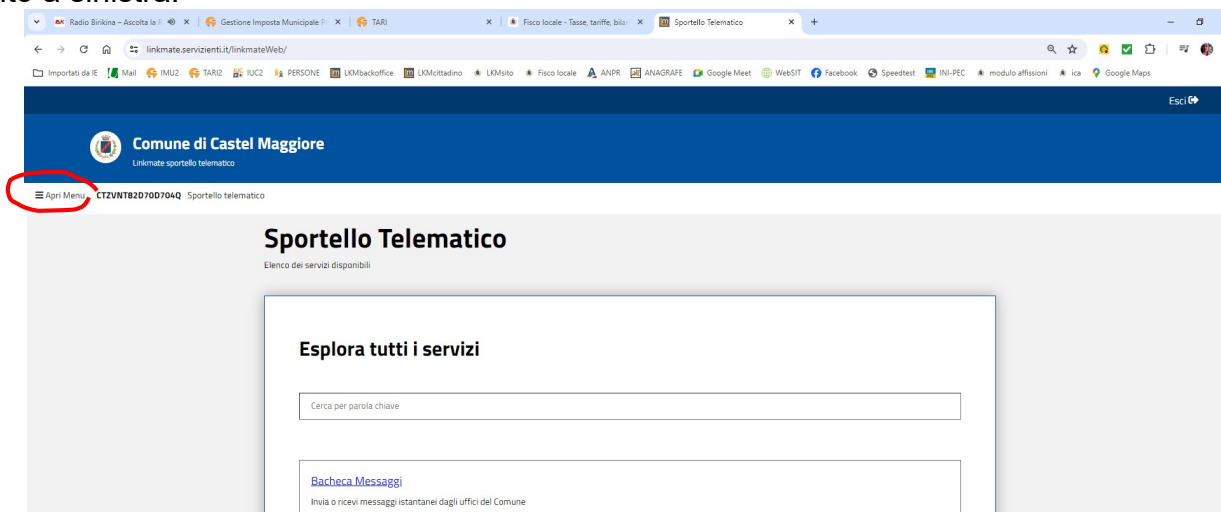 Radio Birikina – Ascolta la
Gestione Imposta Municipale
TARI
Fisco locale - Tasse, tariffe, bila
Sportello Telematico
linkmate.servizienti.it/linkmateWeb/
Importati da IE Mail IMU2 TARI2 IUC2 PERSONE LKMbackoffice LKMcittadino LKMsito Fisco locale ANPR ANAGRAFE Google Meet WebSIT Facebook Speedtest INI-PEC modulo affissioni ica Google Maps
Esci
Comune di Castel Maggiore
Linkmate sportello telematico
Apri Menu CTZVNT82D70D704Q Sportello telematico
Sportello Telematico
Elenco dei servizi disponibili
Esplora tutti i servizi
Cerca per parola chiave
Bacheca Messaggi
Invia o ricevi messaggi istantanei dagli uffici del Comune